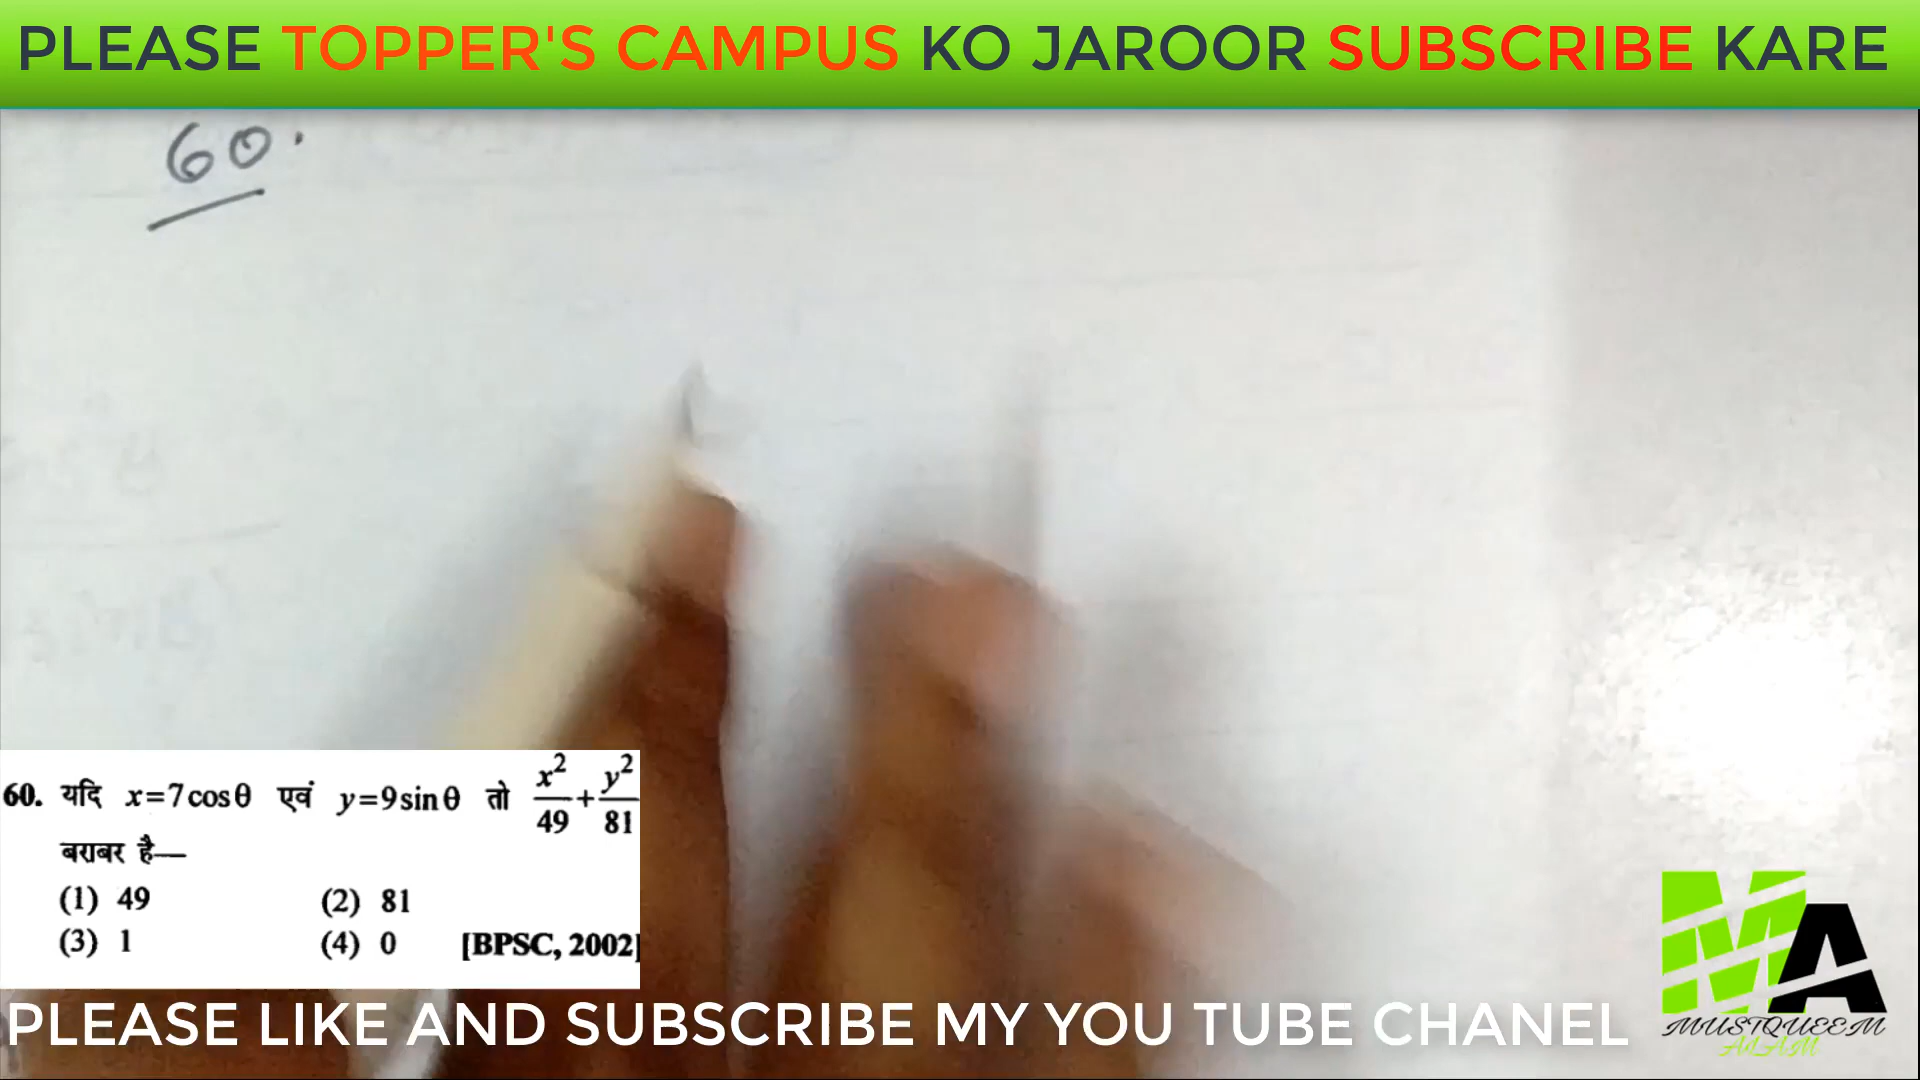 PLEASE TOPPER'S CAMPUS KO JAROOR SUBSCRIBE KARE
60.
60. यदि x=7cosθ एवं y=9sinθ तो x²/49+y²/81
बराबर है—
(1) 49 (2) 81
(3) 1 (4) 0 [BPSC, 2002]
PLEASE LIKE AND SUBSCRIBE MY YOU TUBE CHANEL
MA
MUSTQUEEM
ALAM